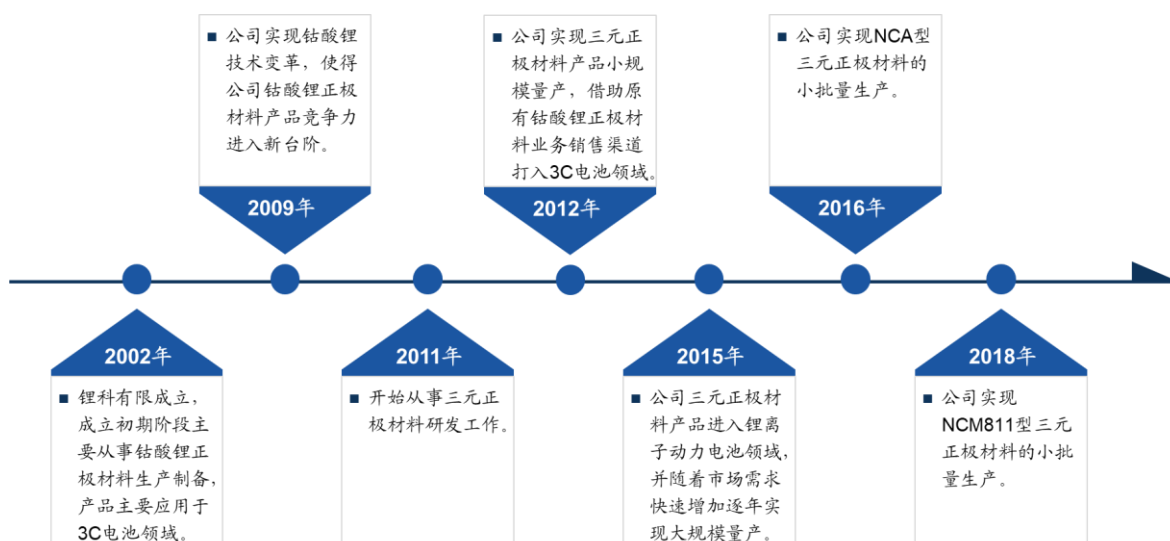 ■ 公司实现钴酸锂
技术变革，使得
公司钴酸锂正极
材料产品竞争力
进入新台阶。
2009年
■ 公司实现三元正
极材料产品小规
模量产，借助原
有钴酸锂正极材
料业务销售渠道
打入3C电池领域。
2012年
■ 公司实现NCA型
三元正极材料的
小批量生产。
2016年
2002年
■ 锂科有限成立，
成立初期阶段主
要从事钴酸锂正
极材料生产制备，
产品主要应用于
3C电池领域。
2011年
■ 开始从事三元正
极材料研发工作。
2015年
■ 公司三元正极材
料产品进入锂离
子动力电池领域，
并随着市场需求
快速增加逐年实
现大规模量产。
2018年
■ 公司实现
NCM811型三元
正极材料的小批
量生产。